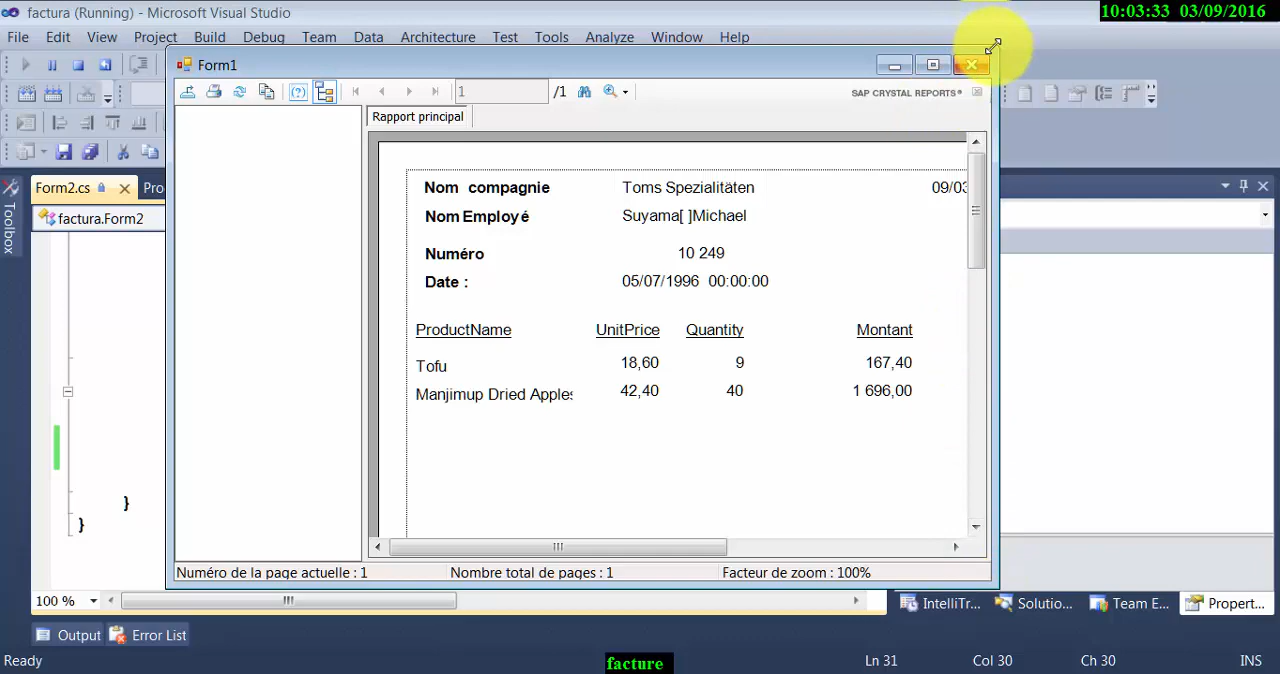 factura (Running) - Microsoft Visual Studio
10:03:33 03/09/2016
File Edit View Project Build Debug Team Data Architecture Test Tools Analyze Window Help
Form1
1 /1 SAP CRYSTAL REPORTS®
Rapport principal
Form2.cs
factura.Form2
Toolbox
Nom compagnie Toms Spezialitäten 09/03
Nom Employé Suyama[ ]Michael
Numéro 10 249
Date : 05/07/1996 00:00:00
ProductName UnitPrice Quantity Montant
Tofu 18,60 9 167,40
Manjimup Dried Apples 42,40 40 1 696,00
}
}
Numéro de la page actuelle : 1 Nombre total de pages : 1 Facteur de zoom : 100%
100 % IntelliTr... Solutio... Team E... Propert...
Output Error List
Ready facture Ln 31 Col 30 Ch 30 INS